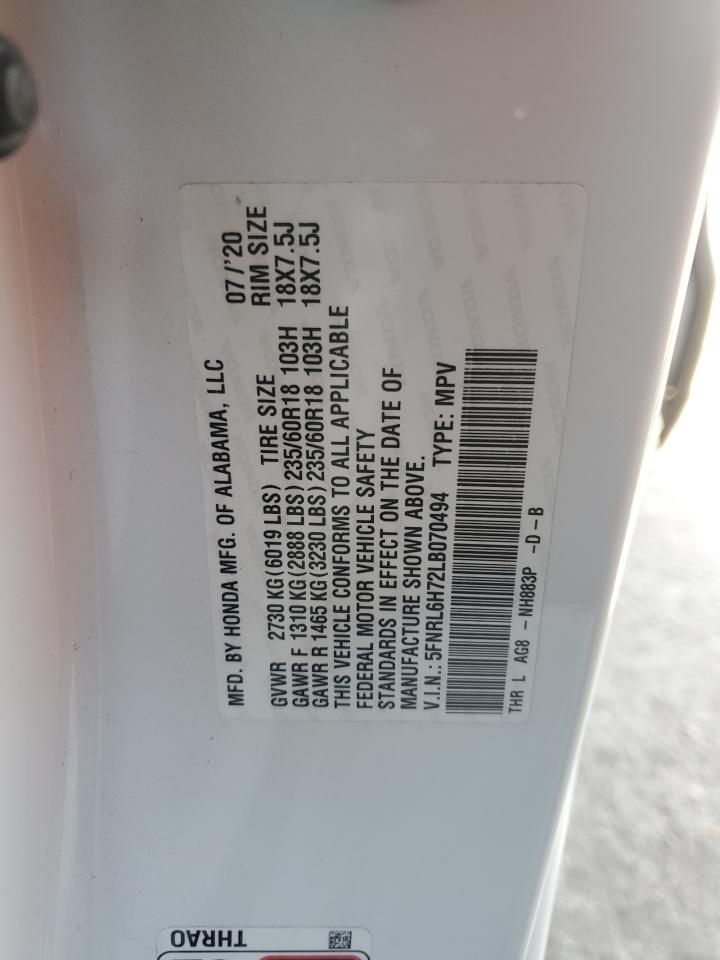 MFD. BY HONDA MFG. OF ALABAMA, LLC 07/'20
GVWR 2730 KG(6019 LBS) TIRE SIZE RIM SIZE
GAWR F 1310 KG(2888 LBS) 235/60R18 103H 18X7.5J
GAWR R 1465 KG(3230 LBS) 235/60R18 103H 18X7.5J
THIS VEHICLE CONFORMS TO ALL APPLICABLE
FEDERAL MOTOR VEHICLE SAFETY
STANDARDS IN EFFECT ON THE DATE OF
MANUFACTURE SHOWN ABOVE.
V.I.N.: 5FNRL6H72LB070494 TYPE: MPV
THR L AG8 -NH883P -D-B
THRAO